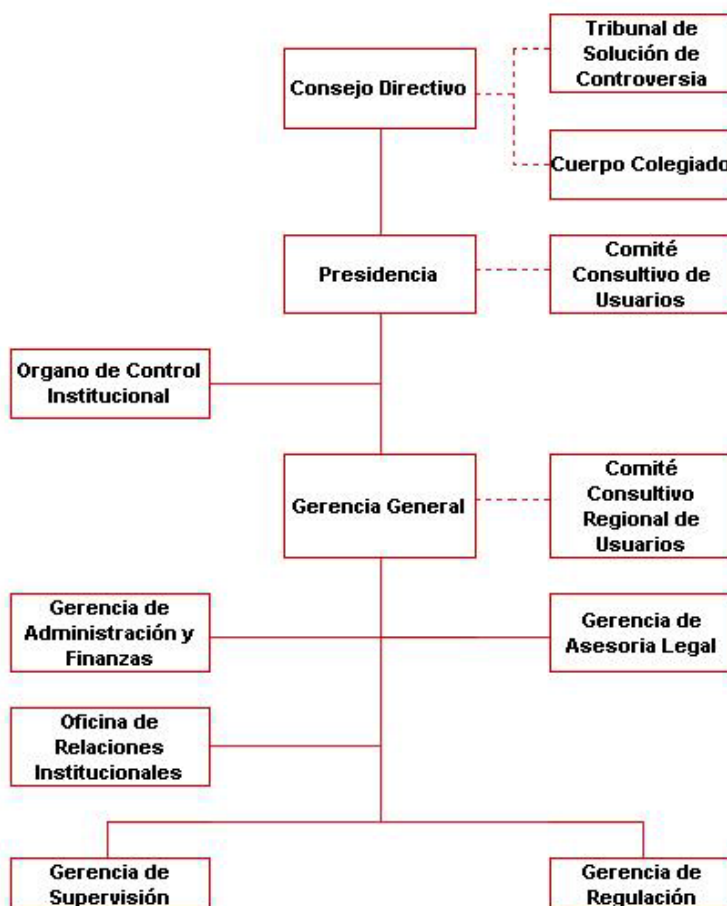 Tribunal de
Solución de
Controversia
Consejo Directivo
Cuerpo Colegiado
Presidencia
Comité
Consultivo de
Usuarios
Organo de Control
Institucional
Gerencia General
Comité
Consultivo
Regional de
Usuarios
Gerencia de
Administración y
Finanzas
Gerencia de
Asesoria Legal
Oficina de
Relaciones
Institucionales
Gerencia de
Supervisión
Gerencia de
Regulación